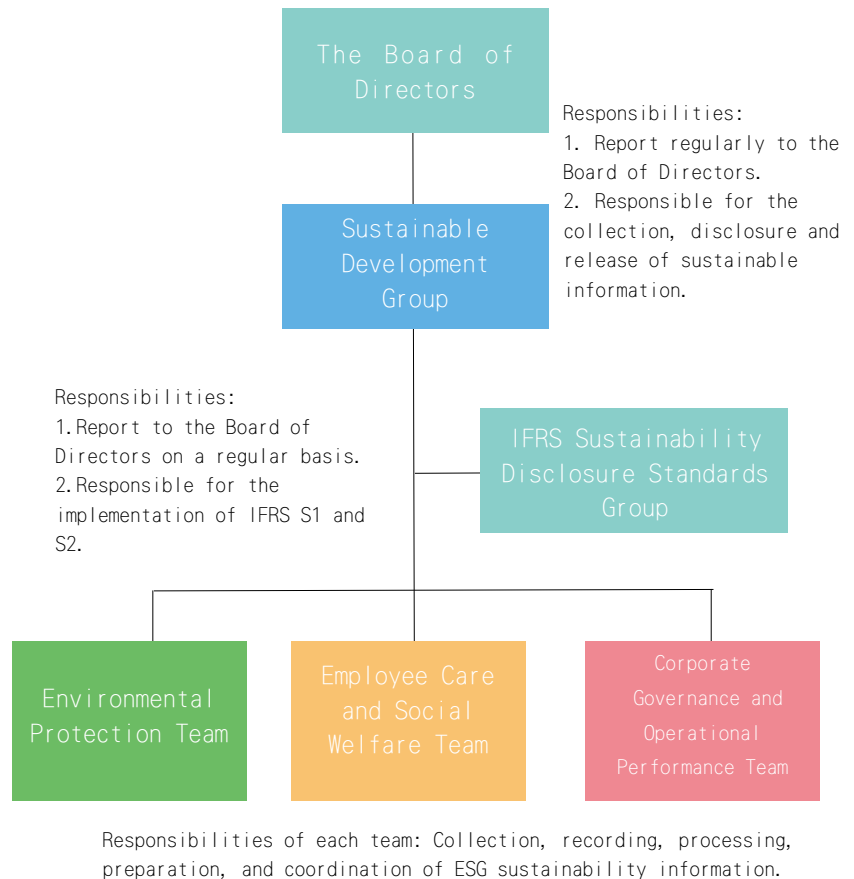 The Board of
Directors
Responsibilities:
1. Report regularly to the
Board of Directors.
2. Responsible for the
collection, disclosure and
release of sustainable
information.
Sustainable
Development
Group
Responsibilities:
1.Report to the Board of
Directors on a regular basis.
2.Responsible for the
implementation of IFRS S1 and
S2.
IFRS Sustainability
Disclosure Standards
Group
Environmental
Protection Team
Employee Care
and Social
Welfare Team
Corporate
Governance and
Operational
Performance Team
Responsibilities of each team: Collection, recording, processing,
preparation, and coordination of ESG sustainability information.